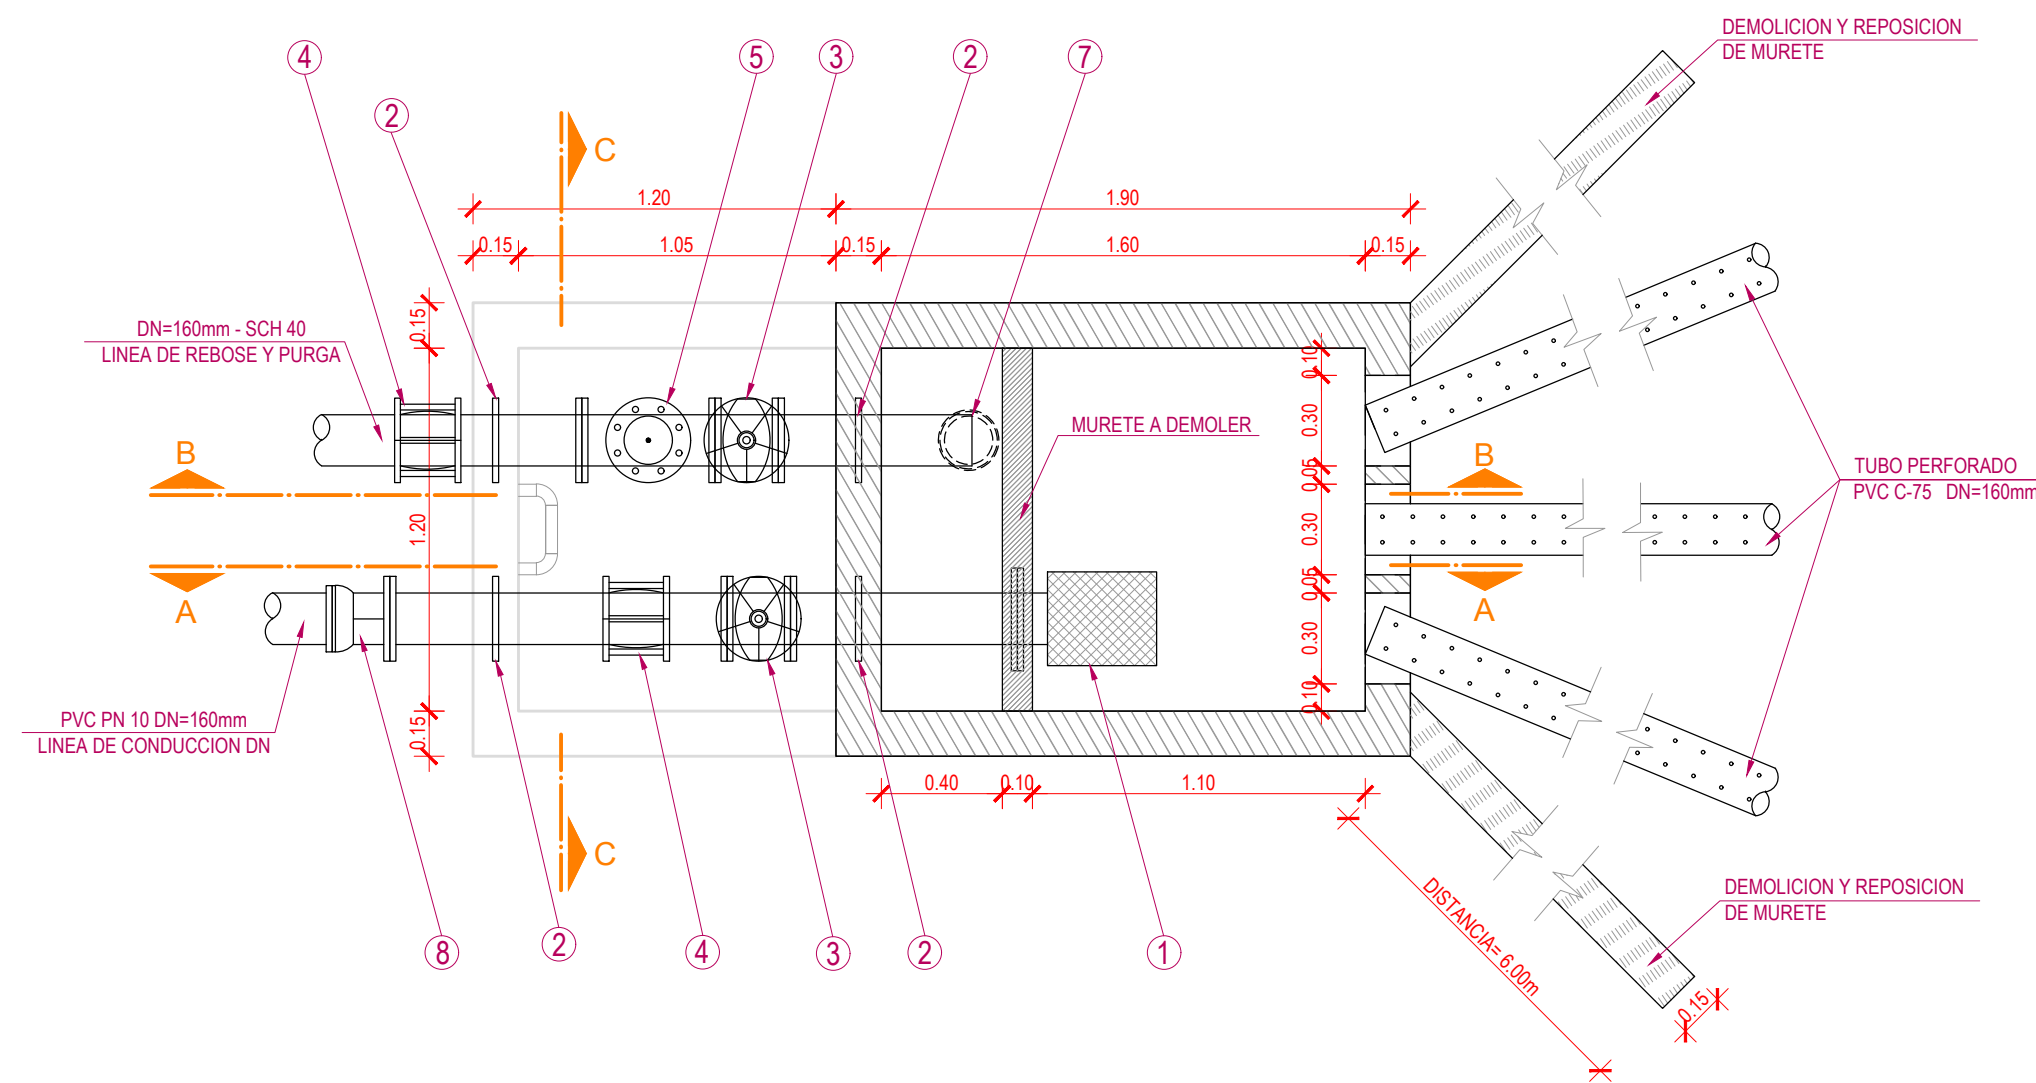 DEMOLICION Y REPOSICION
DE MURETE
4
5
3
2
7
2
C
1.20
1.90
0.15
1.05
0.15
1.60
0.15
DN=160mm - SCH 40
LINEA DE REBOSE Y PURGA
0.15
0.10
MURETE A DEMOLER
0.30
B
B
0.05
TUBO PERFORADO
PVC C-75 DN=160mm
1.20
0.30
A
0.05
A
0.30
PVC PN 10 DN=160mm
LINEA DE CONDUCCION DN
0.15
0.10
0.40
0.10
1.10
C
DISTANCIA= 6.00m
DEMOLICION Y REPOSICION
DE MURETE
8
2
4
3
2
1
0.15